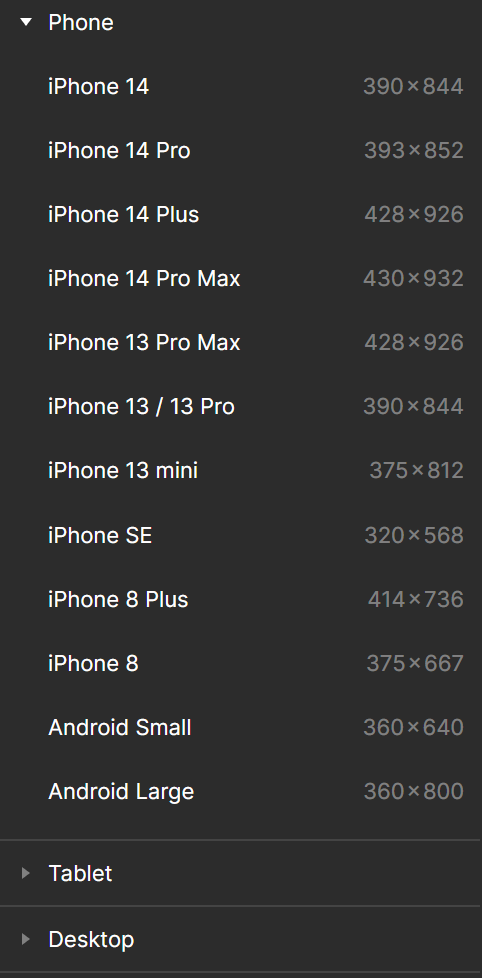 Phone
iPhone 14 390×844
iPhone 14 Pro 393×852
iPhone 14 Plus 428×926
iPhone 14 Pro Max 430×932
iPhone 13 Pro Max 428×926
iPhone 13 / 13 Pro 390×844
iPhone 13 mini 375×812
iPhone SE 320×568
iPhone 8 Plus 414×736
iPhone 8 375×667
Android Small 360×640
Android Large 360×800
Tablet
Desktop